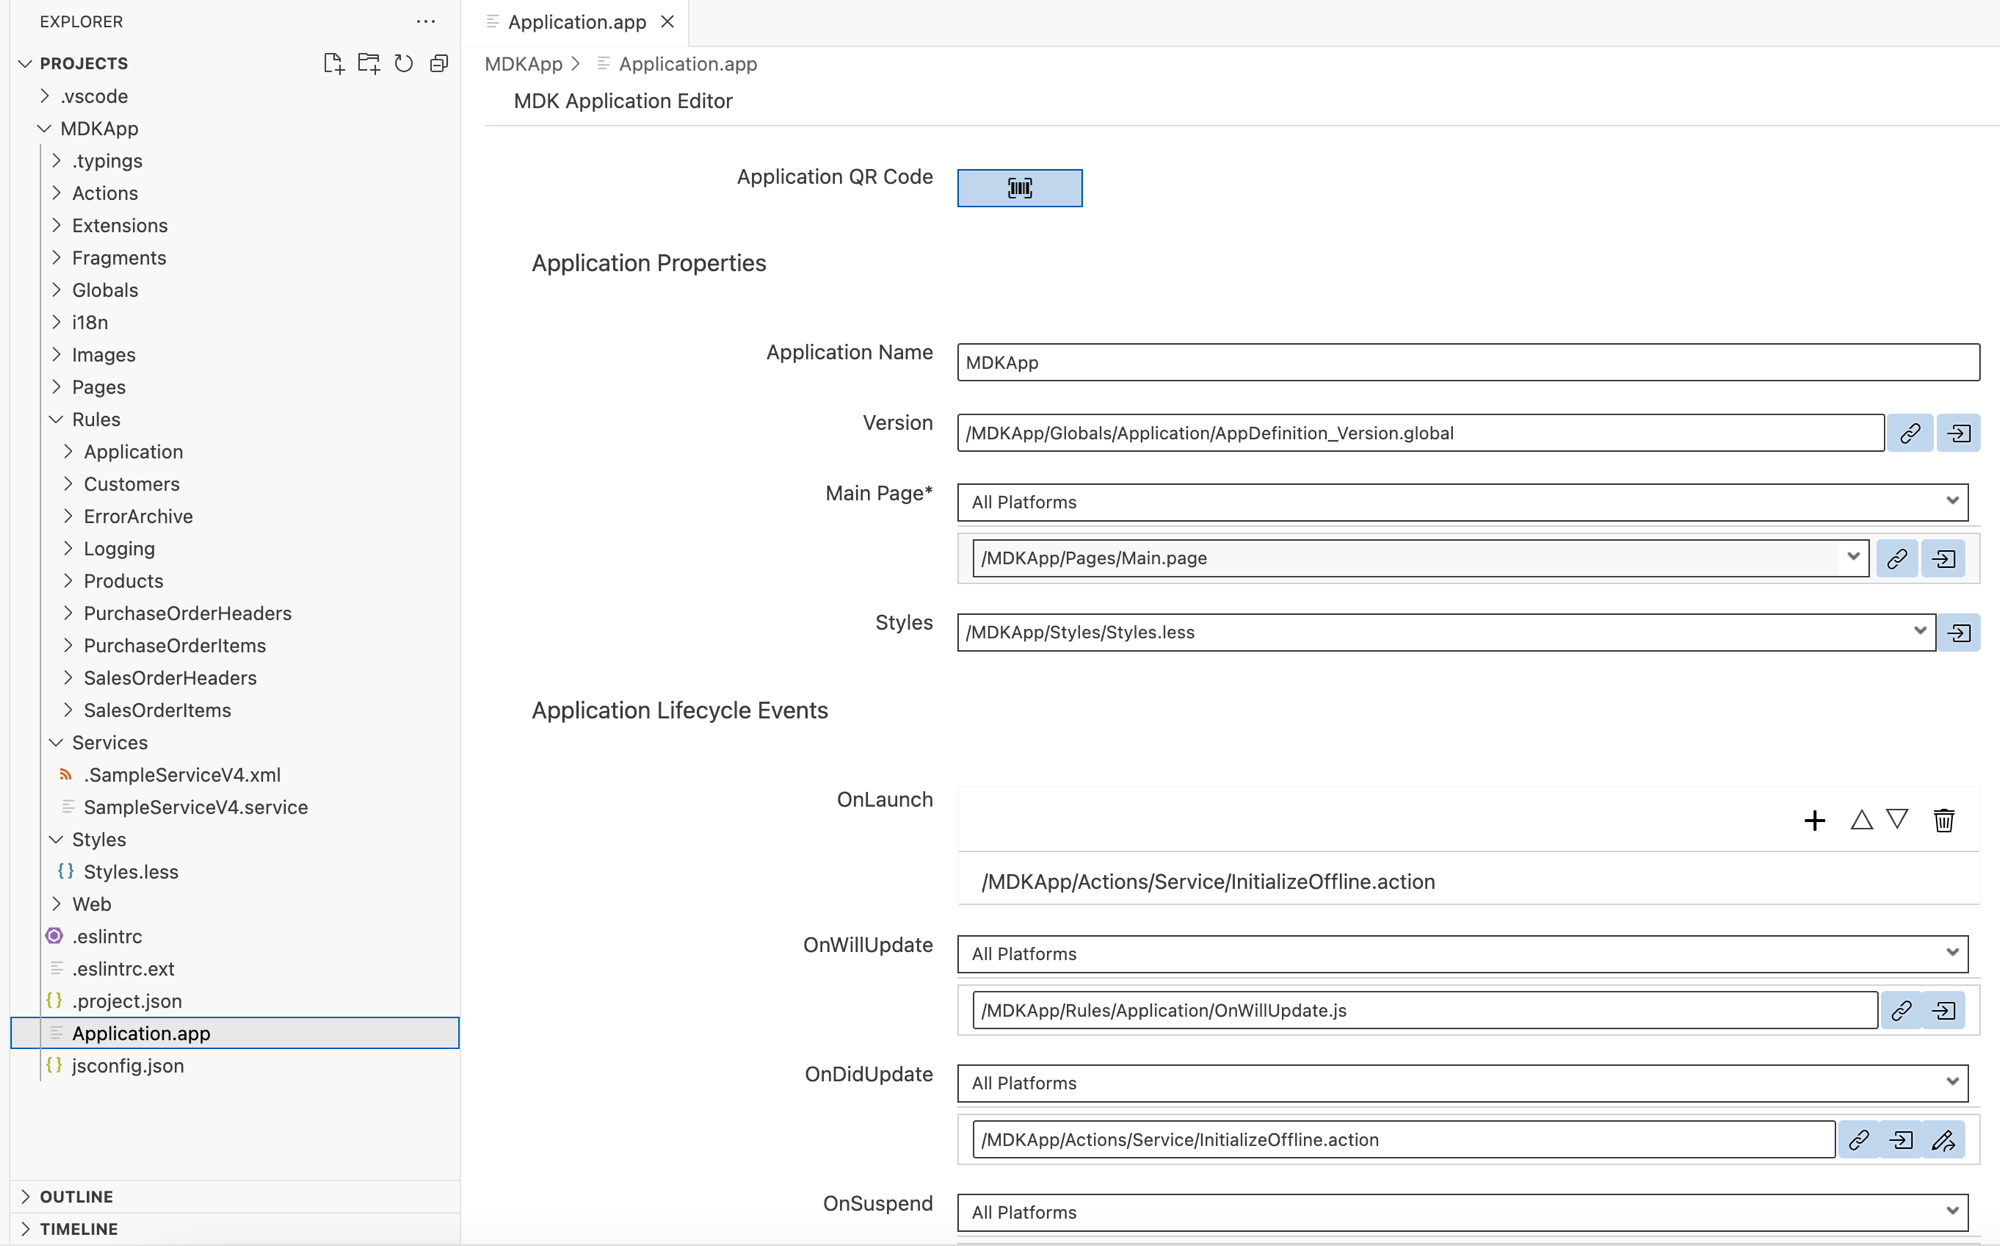 EXPLORER
PROJECTS
.vscode
MDKApp
.typings
Actions
Extensions
Fragments
Globals
i18n
Images
Pages
Rules
Application
Customers
ErrorArchive
Logging
Products
PurchaseOrderHeaders
PurchaseOrderItems
SalesOrderHeaders
SalesOrderItems
Services
.SampleServiceV4.xml
SampleServiceV4.service
Styles
Styles.less
Web
.eslintrc
.eslintrc.ext
.project.json
Application.app
jsconfig.json
OUTLINE
TIMELINE
Application.app
MDKApp > Application.app
MDK Application Editor
Application QR Code
Application Properties
Application Name
MDKApp
Version
/MDKApp/Globals/Application/AppDefinition_Version.global
Main Page*
All Platforms
/MDKApp/Pages/Main.page
Styles
/MDKApp/Styles/Styles.less
Application Lifecycle Events
OnLaunch
/MDKApp/Actions/Service/InitializeOffline.action
OnWillUpdate
All Platforms
/MDKApp/Rules/Application/OnWillUpdate.js
OnDidUpdate
All Platforms
/MDKApp/Actions/Service/InitializeOffline.action
OnSuspend
All Platforms